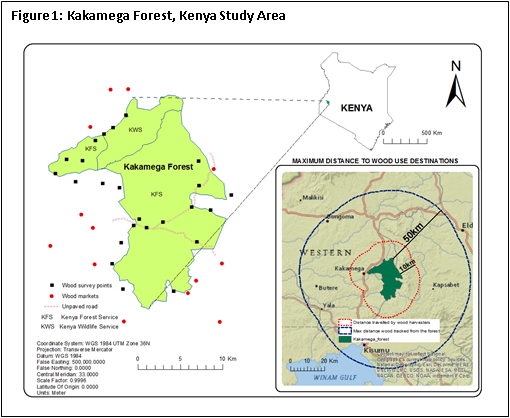 Figure1: Kakamega Forest, Kenya Study Area
N
KENYA
0 500 Km
KWS
KFS
Kakamega Forest
KFS
MAXIMUM DISTANCE TO WOOD USE DESTINATIONS
Malikisi
Bungoma
Eld
50km
WESTERN
10km
Kakamega
Kapsabet
Butere
Yala
Kisumu
WINAM GULF
Distance travelled by wood harvesters
Max distance wood tracked from the forest
Kakamega_forest
0 10 20 Km
Wood survey points
Wood markets
Unpaved road
KFS Kenya Forest Service
KWS Kenya Wildlife Service
Coordinate System: WGS 1984 UTM Zone 36N
Projection: Transverse Mercator
Datum: WGS 1984
False Easting: 500,000.0000
False Northing: 0.0000
Central Meridian: 33.0000
Scale Factor: 0.9996
Latitude Of Origin: 0.0000
Units: Meter
0 5 10 Km